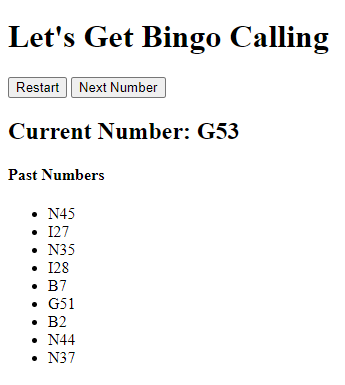 Let's Get Bingo Calling
Restart Next Number
Current Number: G53
Past Numbers
N45
I27
N35
I28
B7
G51
B2
N44
N37